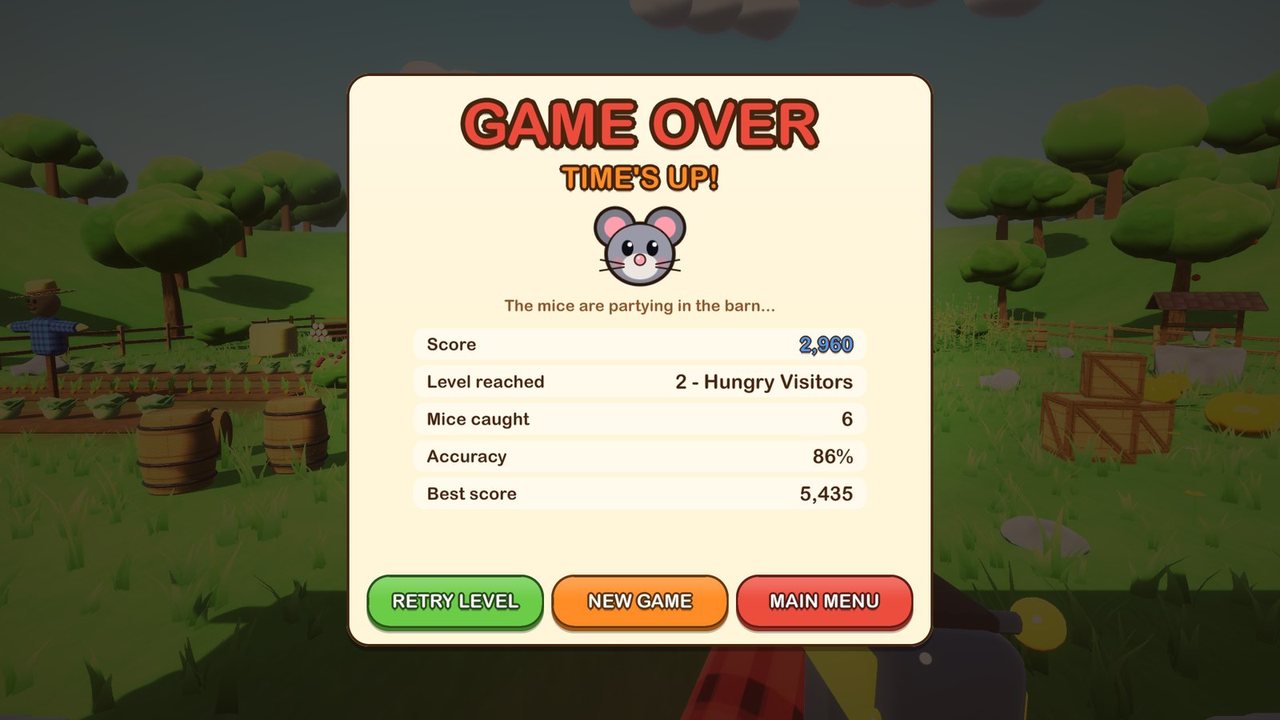 GAME OVER
TIME'S UP!
The mice are partying in the barn...
Score 2,960
Level reached 2 - Hungry Visitors
Mice caught 6
Accuracy 86%
Best score 5,435
RETRY LEVEL NEW GAME MAIN MENU